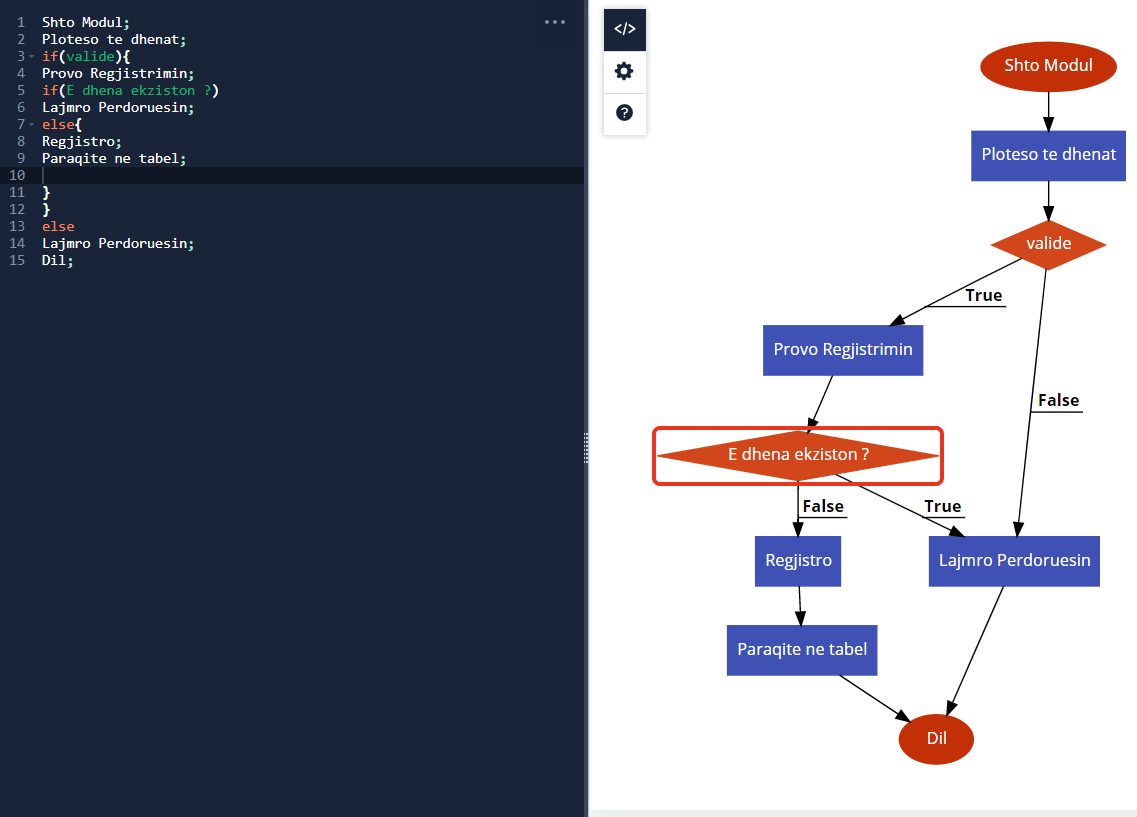 1 Shto Modul;
2 Ploteso te dhenat;
3 if(valide){
4 Provo Regjistrimin;
5 if(E dhena ekziston ?)
6 Lajmro Perdoruesin;
7 else{
8 Regjistro;
9 Paraqite ne tabel;
10
11 }
12 }
13 else
14 Lajmro Perdoruesin;
15 Dil;
</>
?
Shto Modul
Ploteso te dhenat
valide
True
Provo Regjistrimin
False
E dhena ekziston ?
False
True
Regjistro
Lajmro Perdoruesin
Paraqite ne tabel
Dil